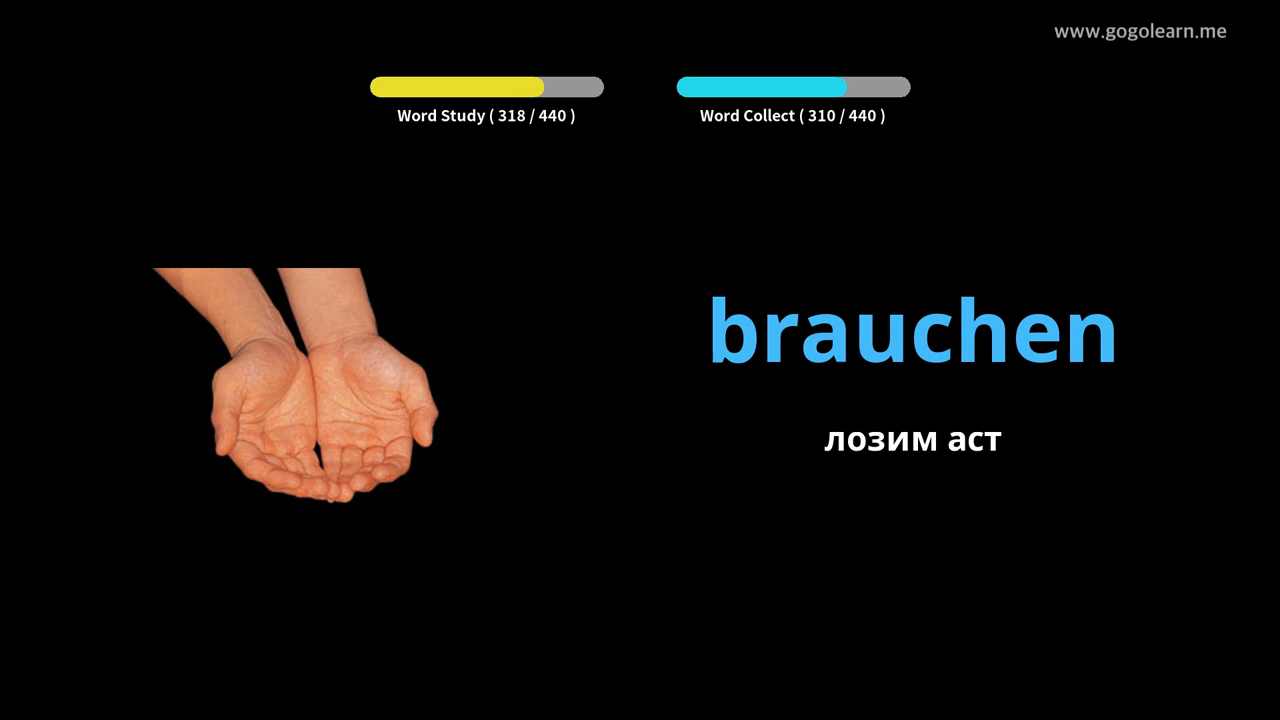 www.gogolearn.me
Word Study ( 318 / 440 )
Word Collect ( 310 / 440 )
brauchen
лозим аст